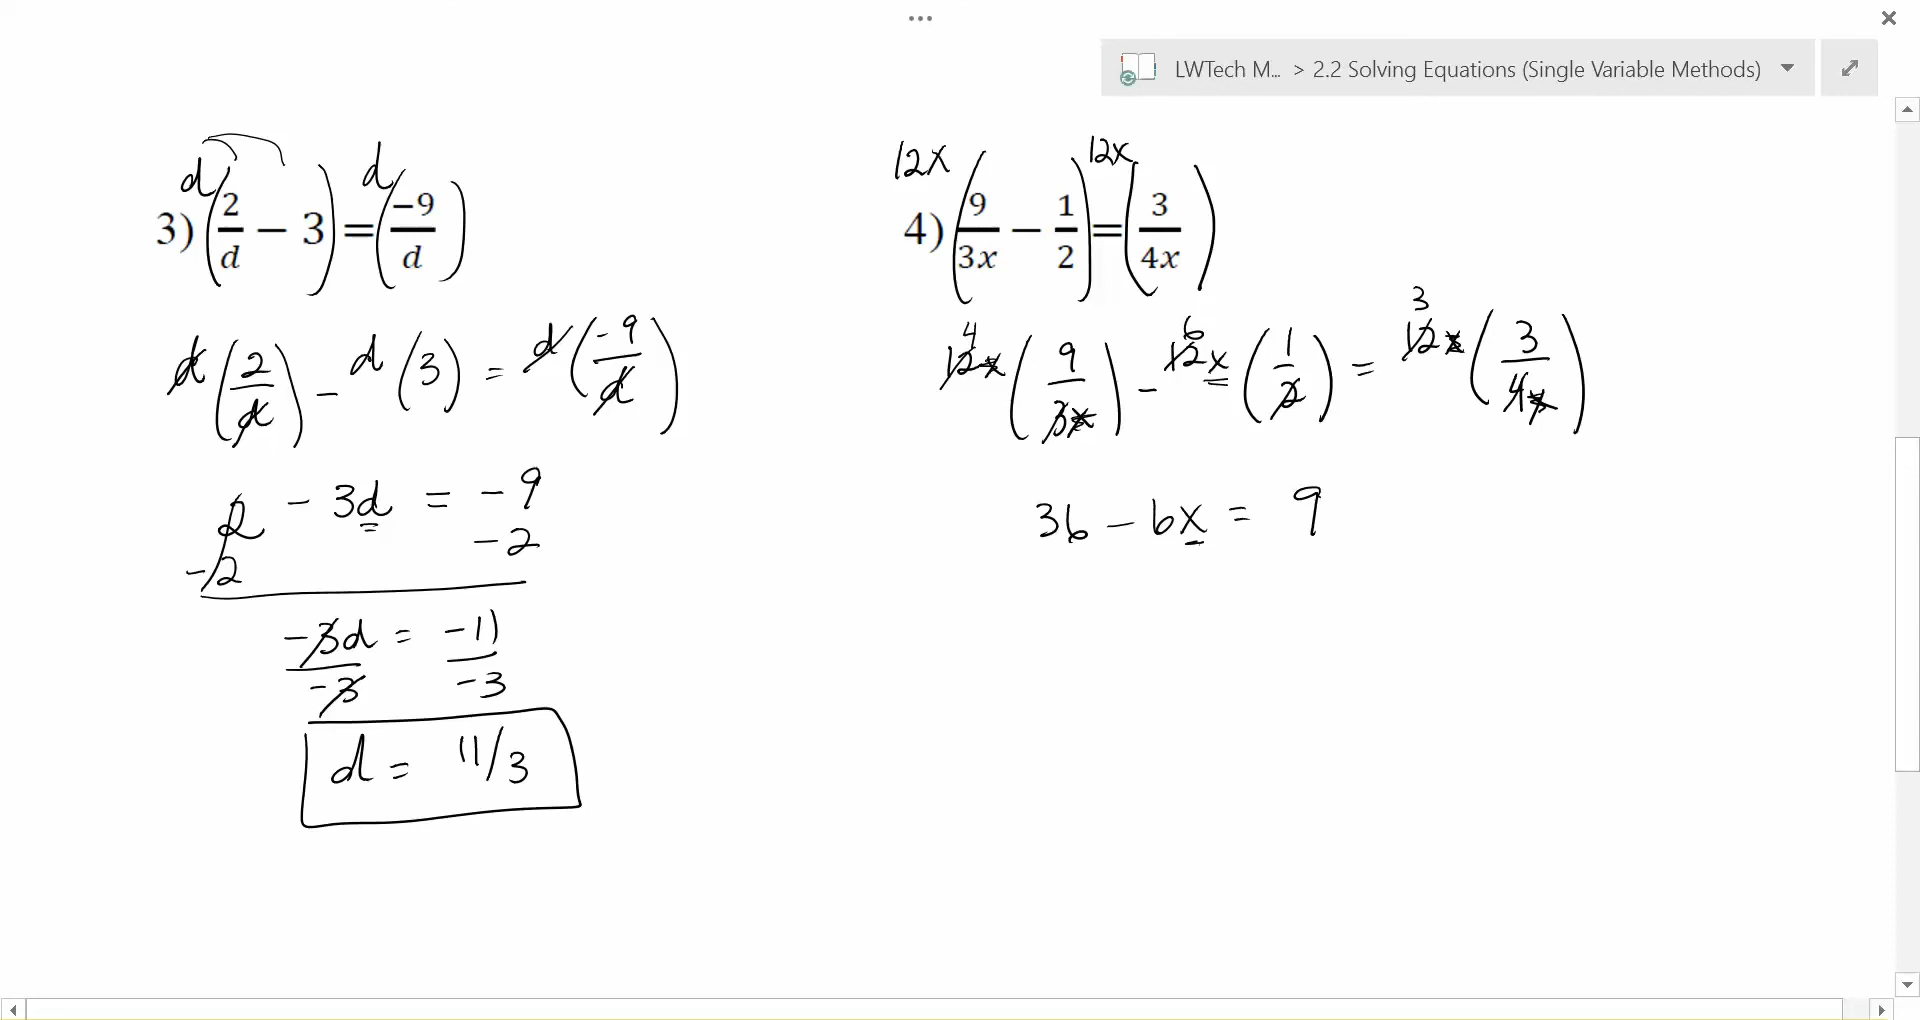 LWTech M... > 2.2 Solving Equations (Single Variable Methods)
3) d(2/d − 3) = d(−9/d)
d(2/d) − d(3) = d(−9/d)
2 − 3d = −9
−2 −2
−3d/−3 = −11/−3
d = 11/3
4) 12x(9/3x − 1/2) = 12x(3/4x)
4 6 3
12x(9/3x) − 12x(1/2) = 12x(3/4x)
36 − 6x = 9